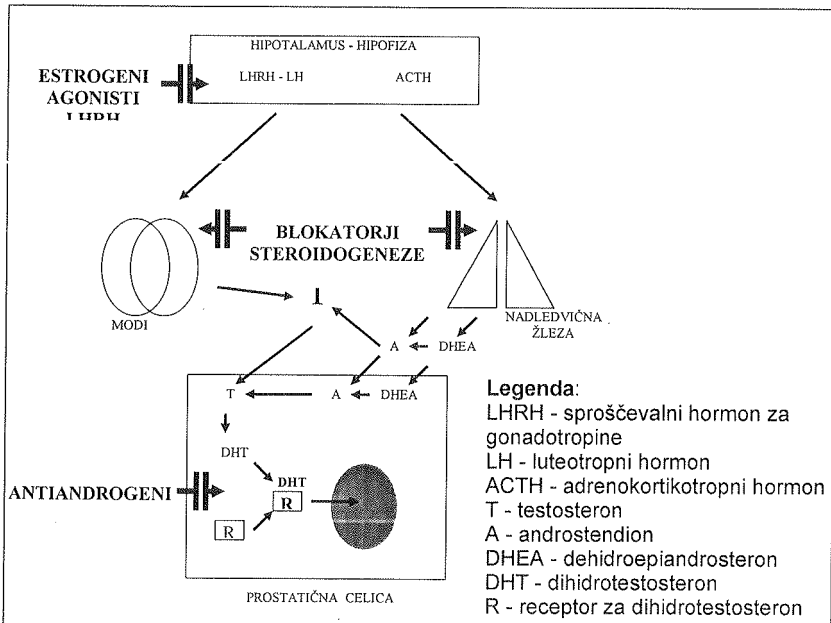 HIPOTALAMUS - HIPOFIZA
LHRH - LH ACTH
ESTROGENI
AGONISTI
LHRH
BLOKATORJI
STEROIDOGENEZE
MODI
NADLEDVIČNA
ŽLEZA
A DHEA
T A DHEA
DHT
DHT
R
R
ANTIANDROGENI
PROSTATIČNA CELICA
Legenda:
LHRH - sproščevalni hormon za
gonadotropine
LH - luteotropni hormon
ACTH - adrenokortikotropni hormon
T - testosteron
A - androstendion
DHEA - dehidroepiandrosteron
DHT - dihidrotestosteron
R - receptor za dihidrotestosteron